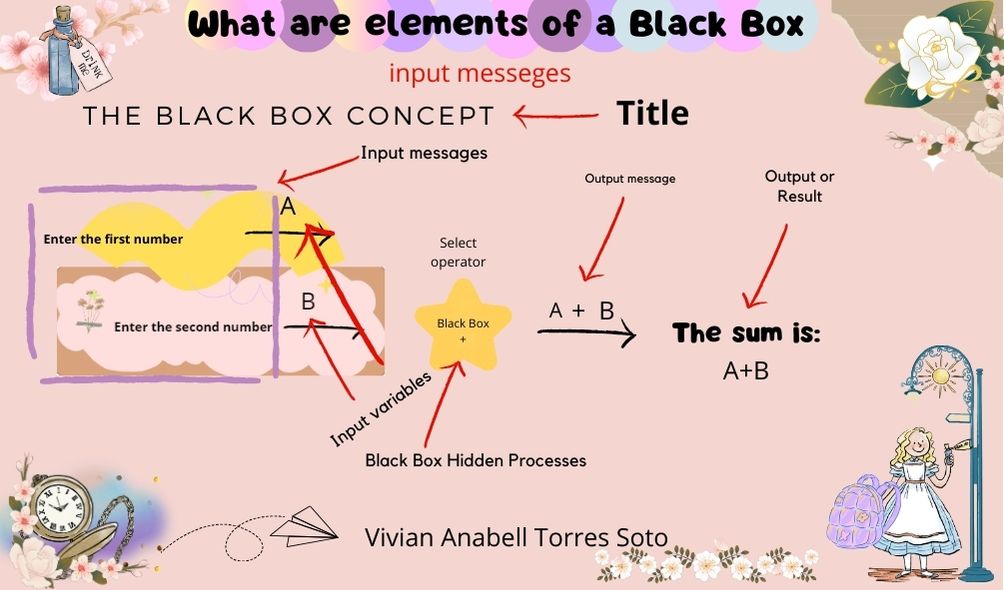 What are elements of a Black Box
input messeges
THE BLACK BOX CONCEPT
Title
Input messages
Output message
Output or
Result
A
Enter the first number
Select
operator
B
Enter the second number
Black Box
+
A + B
The sum is:
A+B
Input variables
Black Box Hidden Processes
Vivian Anabell Torres Soto
DRINK
me